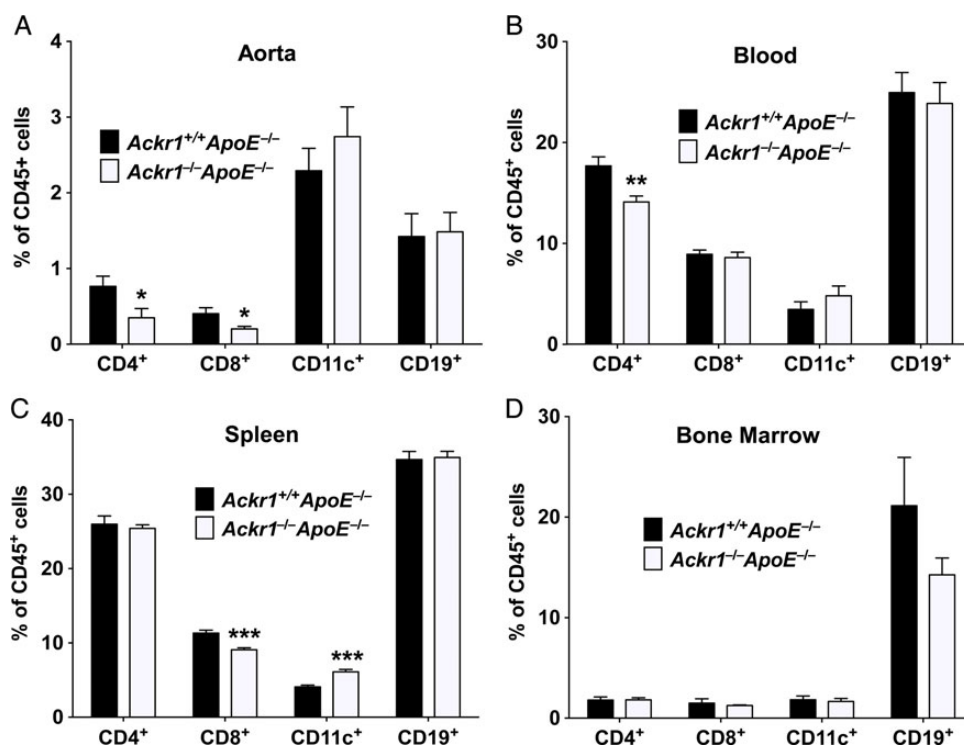 A
Aorta
% of CD45+ cells
4
3
2
1
0
Ackr1⁺/⁺ApoE⁻/⁻
Ackr1⁻/⁻ApoE⁻/⁻
*
*
CD4⁺
CD8⁺
CD11c⁺
CD19⁺
B
Blood
% of CD45⁺ cells
30
20
10
0
Ackr1⁺/⁺ApoE⁻/⁻
Ackr1⁻/⁻ApoE⁻/⁻
**
CD4⁺
CD8⁺
CD11c⁺
CD19⁺
C
Spleen
% of CD45⁺ cells
40
30
20
10
0
Ackr1⁺/⁺ApoE⁻/⁻
Ackr1⁻/⁻ApoE⁻/⁻
***
***
CD4⁺
CD8⁺
CD11c⁺
CD19⁺
D
Bone Marrow
% of CD45⁺ cells
30
20
10
0
Ackr1⁺/⁺ApoE⁻/⁻
Ackr1⁻/⁻ApoE⁻/⁻
CD4⁺
CD8⁺
CD11c⁺
CD19⁺